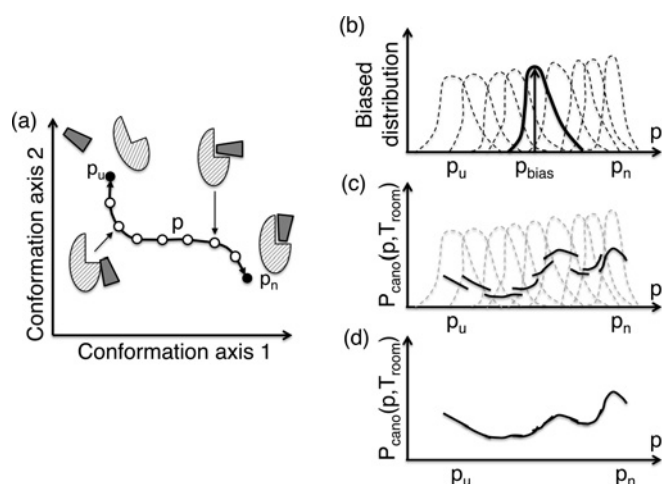 (a)
Conformation axis 2
p_u
p
p_n
Conformation axis 1
(b)
Biased
distribution
p
p_u
p_bias
p_n
(c)
P_cano(p,T_room)
p
p_u
p_n
(d)
P_cano(p,T_room)
p
p_u
p_n